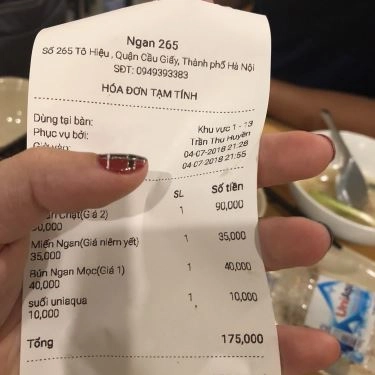 Ngan 265
Số 265 Tô Hiệu , Quận Cầu Giấy, Thành phố Hà Nội
SĐT: 0949393383
HÓA ĐƠN TẠM TÍNH
Dùng tại bàn: Khu vực 1 - 13
Phục vụ bởi: Trần Thu Huyền
04-07-2018 21:28
04-07-2018 21:55
SL Số tiền
Chặt(Giá 2) 1 90,000
Miến Ngan(Giá niêm yết) 1 35,000
35,000
Bún Ngan Mọc(Giá 1) 1 40,000
40,000
suối uniaqua 1 10,000
10,000
Tổng 175,000